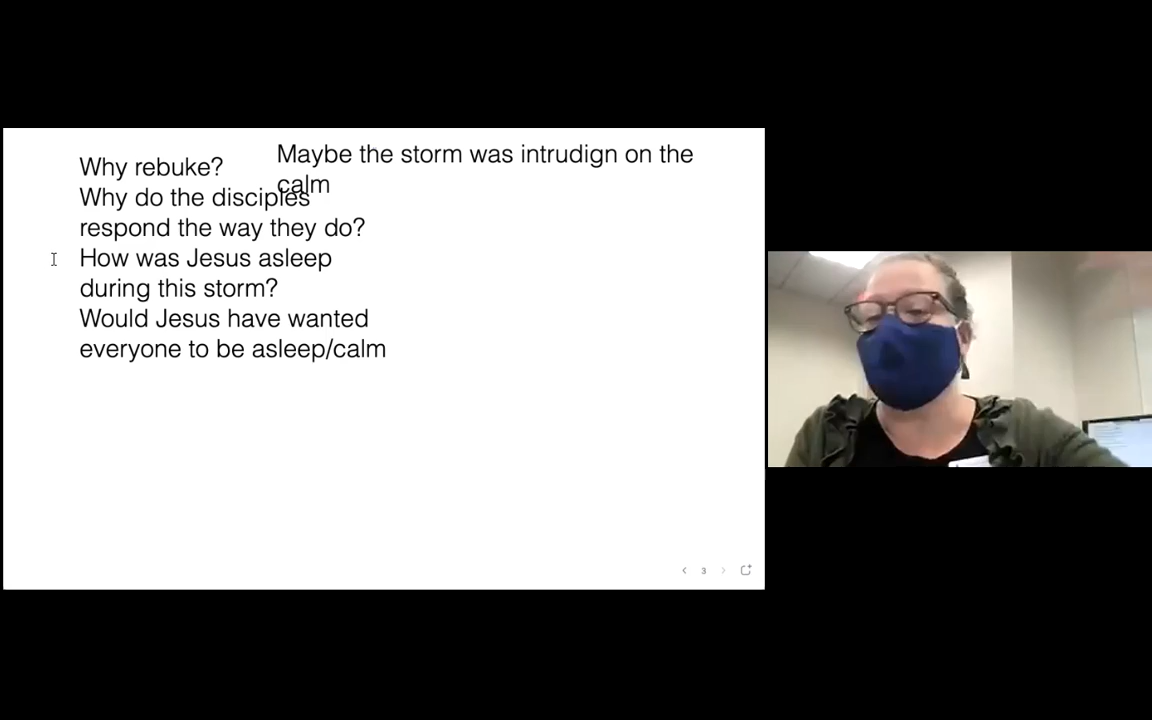 Why rebuke?
Why do the disciples
respond the way they do?
How was Jesus asleep
during this storm?
Would Jesus have wanted
everyone to be asleep/calm
Maybe the storm was intrudign on the
calm
3